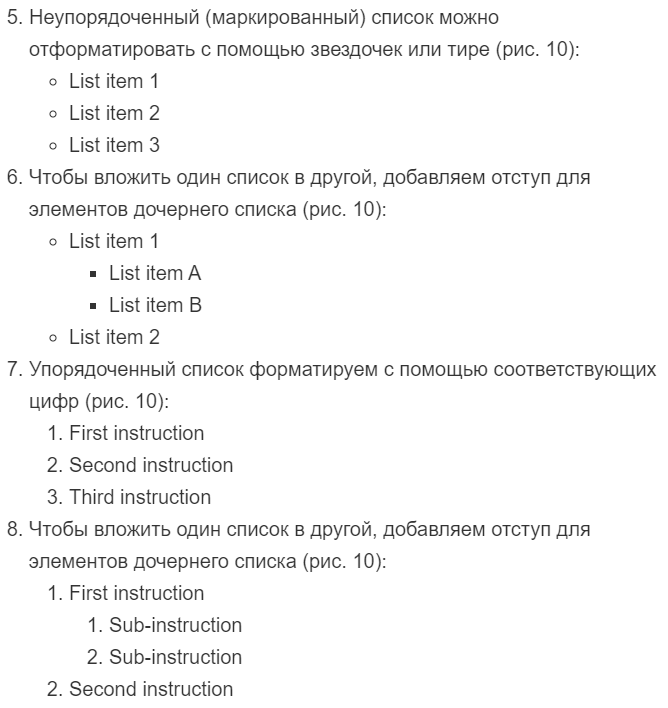 5. Неупорядоченный (маркированный) список можно
отформатировать с помощью звездочек или тире (рис. 10):
◦ List item 1
◦ List item 2
◦ List item 3
6. Чтобы вложить один список в другой, добавляем отступ для
элементов дочернего списка (рис. 10):
◦ List item 1
▪ List item A
▪ List item B
◦ List item 2
7. Упорядоченный список форматируем с помощью соответствующих
цифр (рис. 10):
1. First instruction
2. Second instruction
3. Third instruction
8. Чтобы вложить один список в другой, добавляем отступ для
элементов дочернего списка (рис. 10):
1. First instruction
1. Sub-instruction
2. Sub-instruction
2. Second instruction